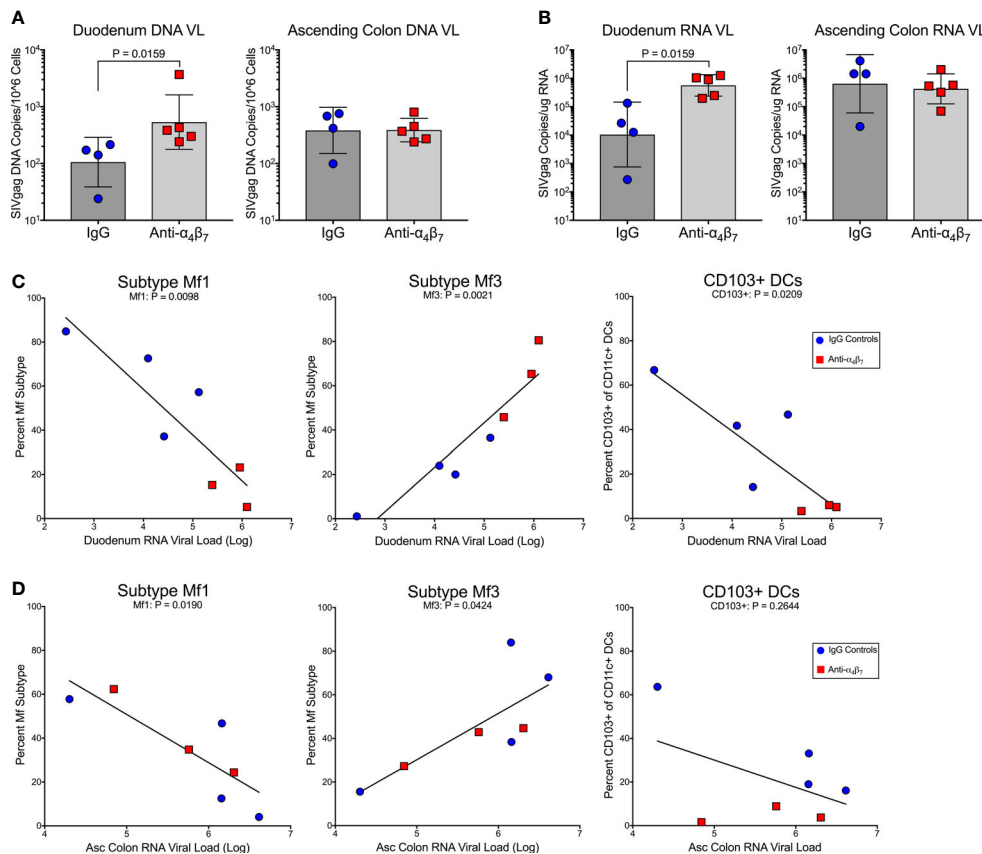 A
Duodenum DNA VL
SIVgag DNA Copies/10^6 Cells
10^4
10^3
10^2
10^1
P = 0.0159
IgG
Anti-α4β7
Ascending Colon DNA VL
SIVgag DNA Copies/10^6 Cells
10^4
10^3
10^2
10^1
IgG
Anti-α4β7
B
Duodenum RNA VL
SIVgag Copies/ug RNA
10^7
10^6
10^5
10^4
10^3
10^2
P = 0.0159
IgG
Anti-α4β7
Ascending Colon RNA VL
SIVgag Copies/ug RNA
10^7
10^6
10^5
10^4
10^3
10^2
IgG
Anti-α4β7
C
Subtype Mf1
Mf1: P = 0.0098
Percent Mf Subtype
100
80
60
40
20
0
2 3 4 5 6 7
Duodenum RNA Viral Load (Log)
Subtype Mf3
Mf3: P = 0.0021
Percent Mf Subtype
100
80
60
40
20
0
2 3 4 5 6 7
Duodenum RNA Viral Load (Log)
CD103+ DCs
CD103+: P = 0.0209
Percent CD103+ of CD11c+ DCs
100
80
60
40
20
0
2 3 4 5 6 7
Duodenum RNA Viral Load
IgG Controls
Anti-α4β7
D
Subtype Mf1
Mf1: P = 0.0190
Percent Mf Subtype
100
80
60
40
20
0
4 5 6 7
Asc Colon RNA Viral Load (Log)
Subtype Mf3
Mf3: P = 0.0424
Percent Mf Subtype
100
80
60
40
20
0
4 5 6 7
Asc Colon RNA Viral Load (Log)
CD103+ DCs
CD103+: P = 0.2644
Percent CD103+ of CD11c+ DCs
100
80
60
40
20
0
4 5 6 7
Asc Colon RNA Viral Load
IgG Controls
Anti-α4β7